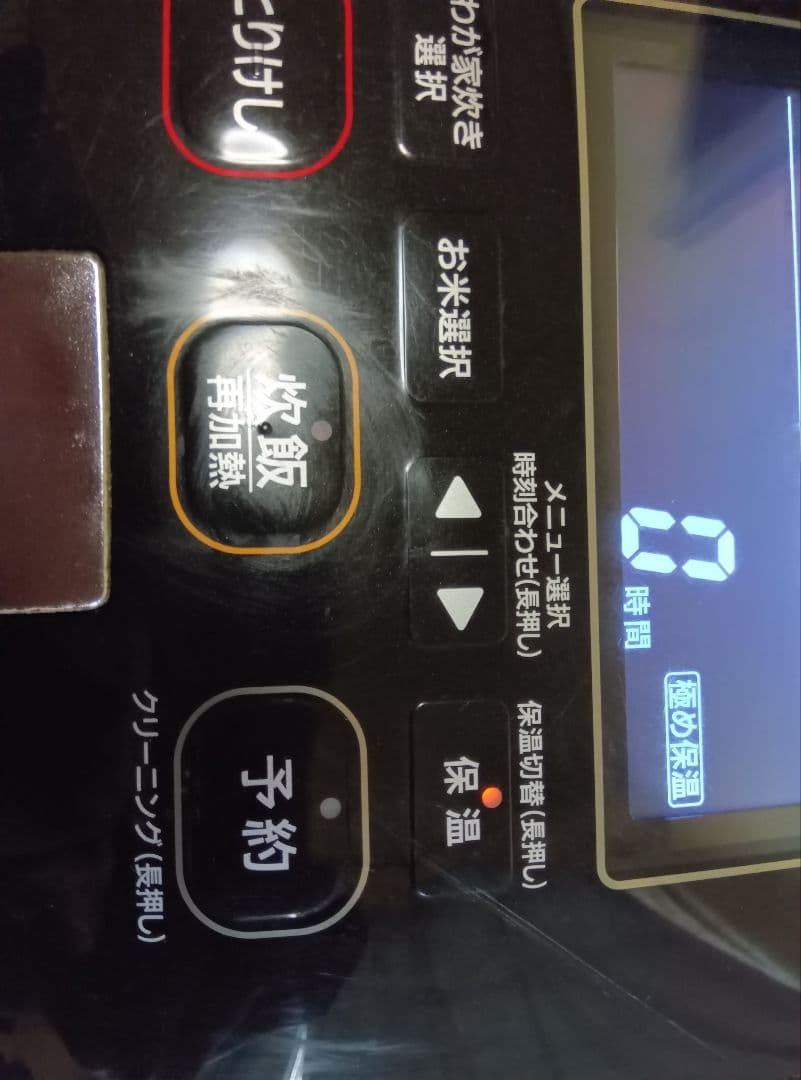 0
時間
極め保温
メニュー選択
時刻合わせ(長押し)
保温切替(長押し)
わが家炊き
選択
お米選択
保温
とりけし
炊飯
再加熱
予約
クリーニング(長押し)